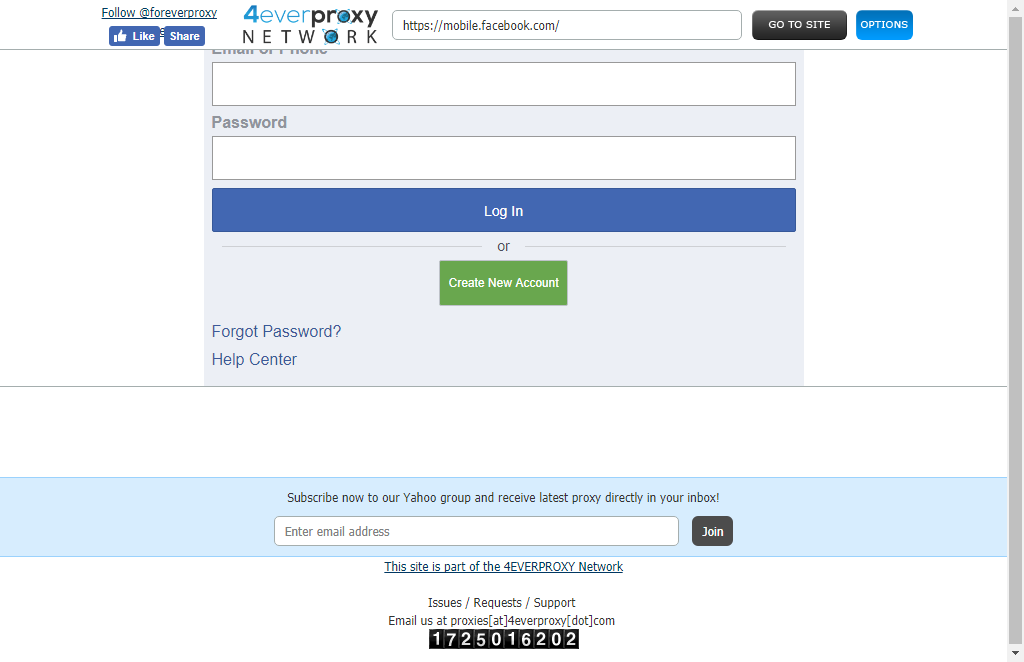 Follow @foreverproxy
Like Share
4everproxy
NETWORK
https://mobile.facebook.com/
GO TO SITE
OPTIONS
Email or Phone
Password
Log In
or
Create New Account
Forgot Password?
Help Center
Subscribe now to our Yahoo group and receive latest proxy directly in your inbox!
Enter email address
Join
This site is part of the 4EVERPROXY Network
Issues / Requests / Support
Email us at proxies[at]4everproxy[dot]com
1725016202